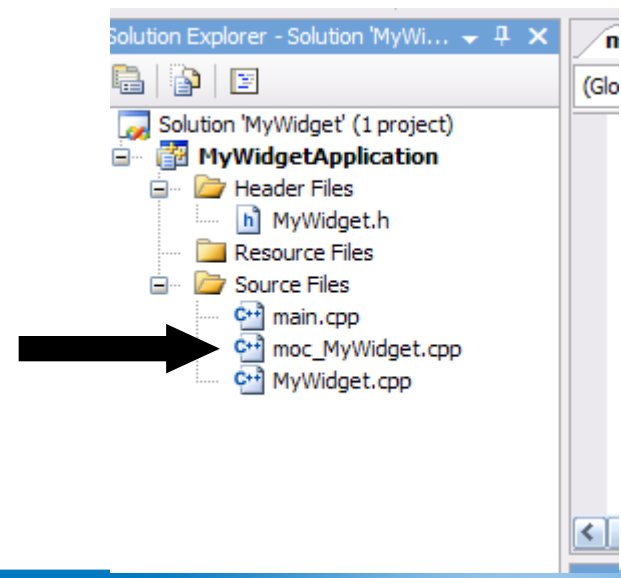 Solution Explorer - Solution 'MyWi...
(Glo
Solution 'MyWidget' (1 project)
MyWidgetApplication
Header Files
MyWidget.h
Resource Files
Source Files
main.cpp
moc_MyWidget.cpp
MyWidget.cpp